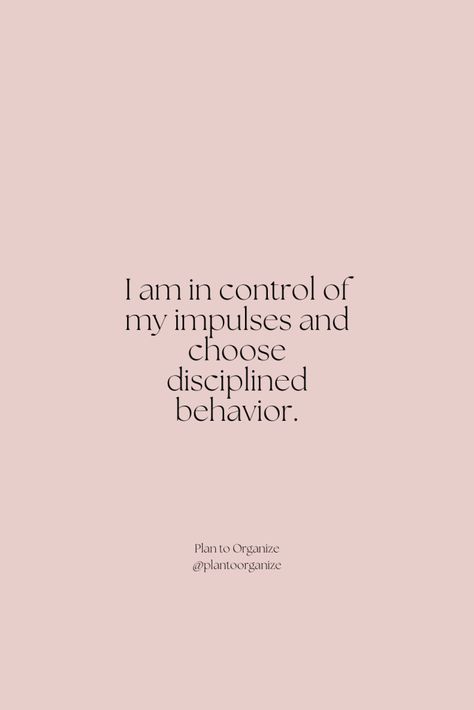 I am in control of
my impulses and
choose
disciplined
behavior.
Plan to Organize
@plantoorganize